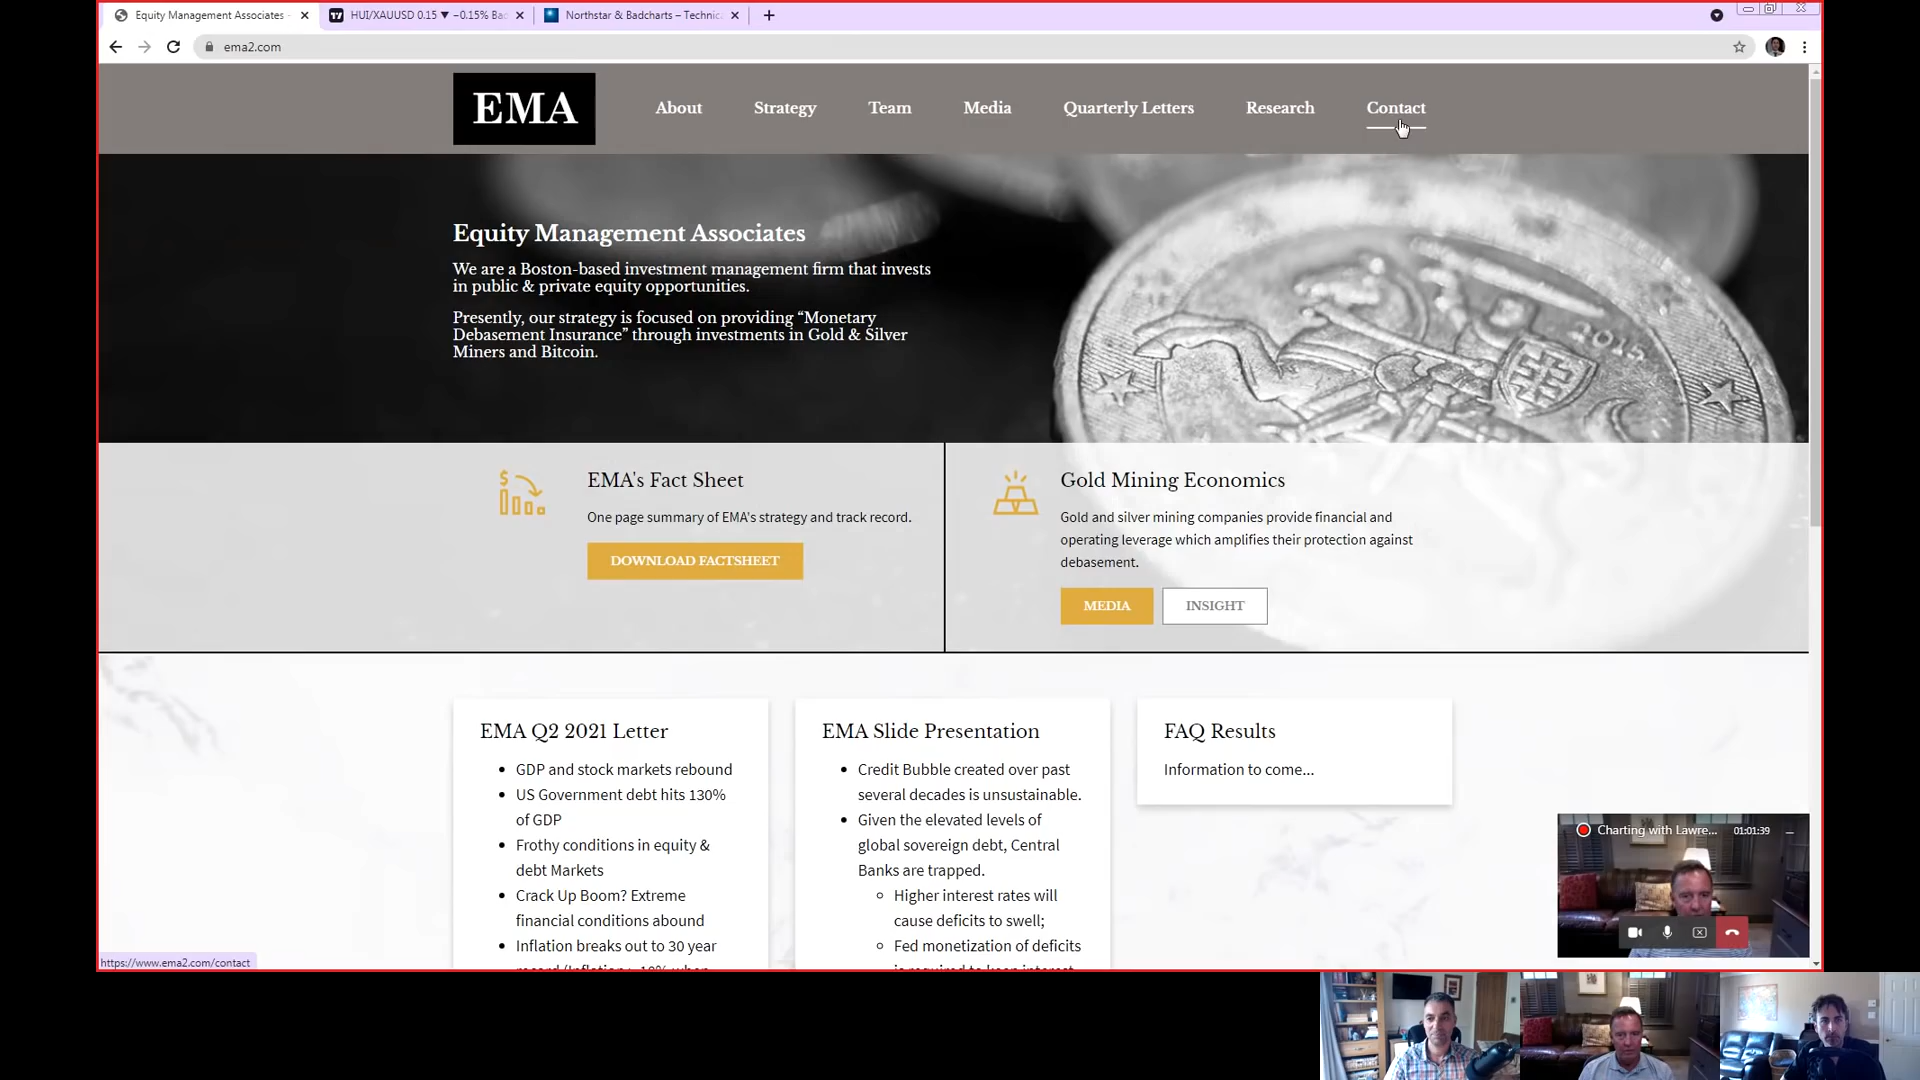 Equity Management Associates
HUI/XAUUSD 0.15 ▼ −0.15% Ba
Northstar & Badcharts – Technic
ema2.com
EMA
About
Strategy
Team
Media
Quarterly Letters
Research
Contact
Equity Management Associates
We are a Boston-based investment management firm that invests
in public & private equity opportunities.
Presently, our strategy is focused on providing “Monetary
Debasement Insurance” through investments in Gold & Silver
Miners and Bitcoin.
2015
EMA's Fact Sheet
One page summary of EMA's strategy and track record.
DOWNLOAD FACTSHEET
Gold Mining Economics
Gold and silver mining companies provide financial and
operating leverage which amplifies their protection against
debasement.
MEDIA
INSIGHT
EMA Q2 2021 Letter
• GDP and stock markets rebound
• US Government debt hits 130%
of GDP
• Frothy conditions in equity &
debt Markets
• Crack Up Boom? Extreme
financial conditions abound
• Inflation breaks out to 30 year
EMA Slide Presentation
• Credit Bubble created over past
several decades is unsustainable.
• Given the elevated levels of
global sovereign debt, Central
Banks are trapped.
Higher interest rates will
cause deficits to swell;
Fed monetization of deficits
FAQ Results
Information to come...
Charting with Lawre...
01:01:39
https://www.ema2.com/contact